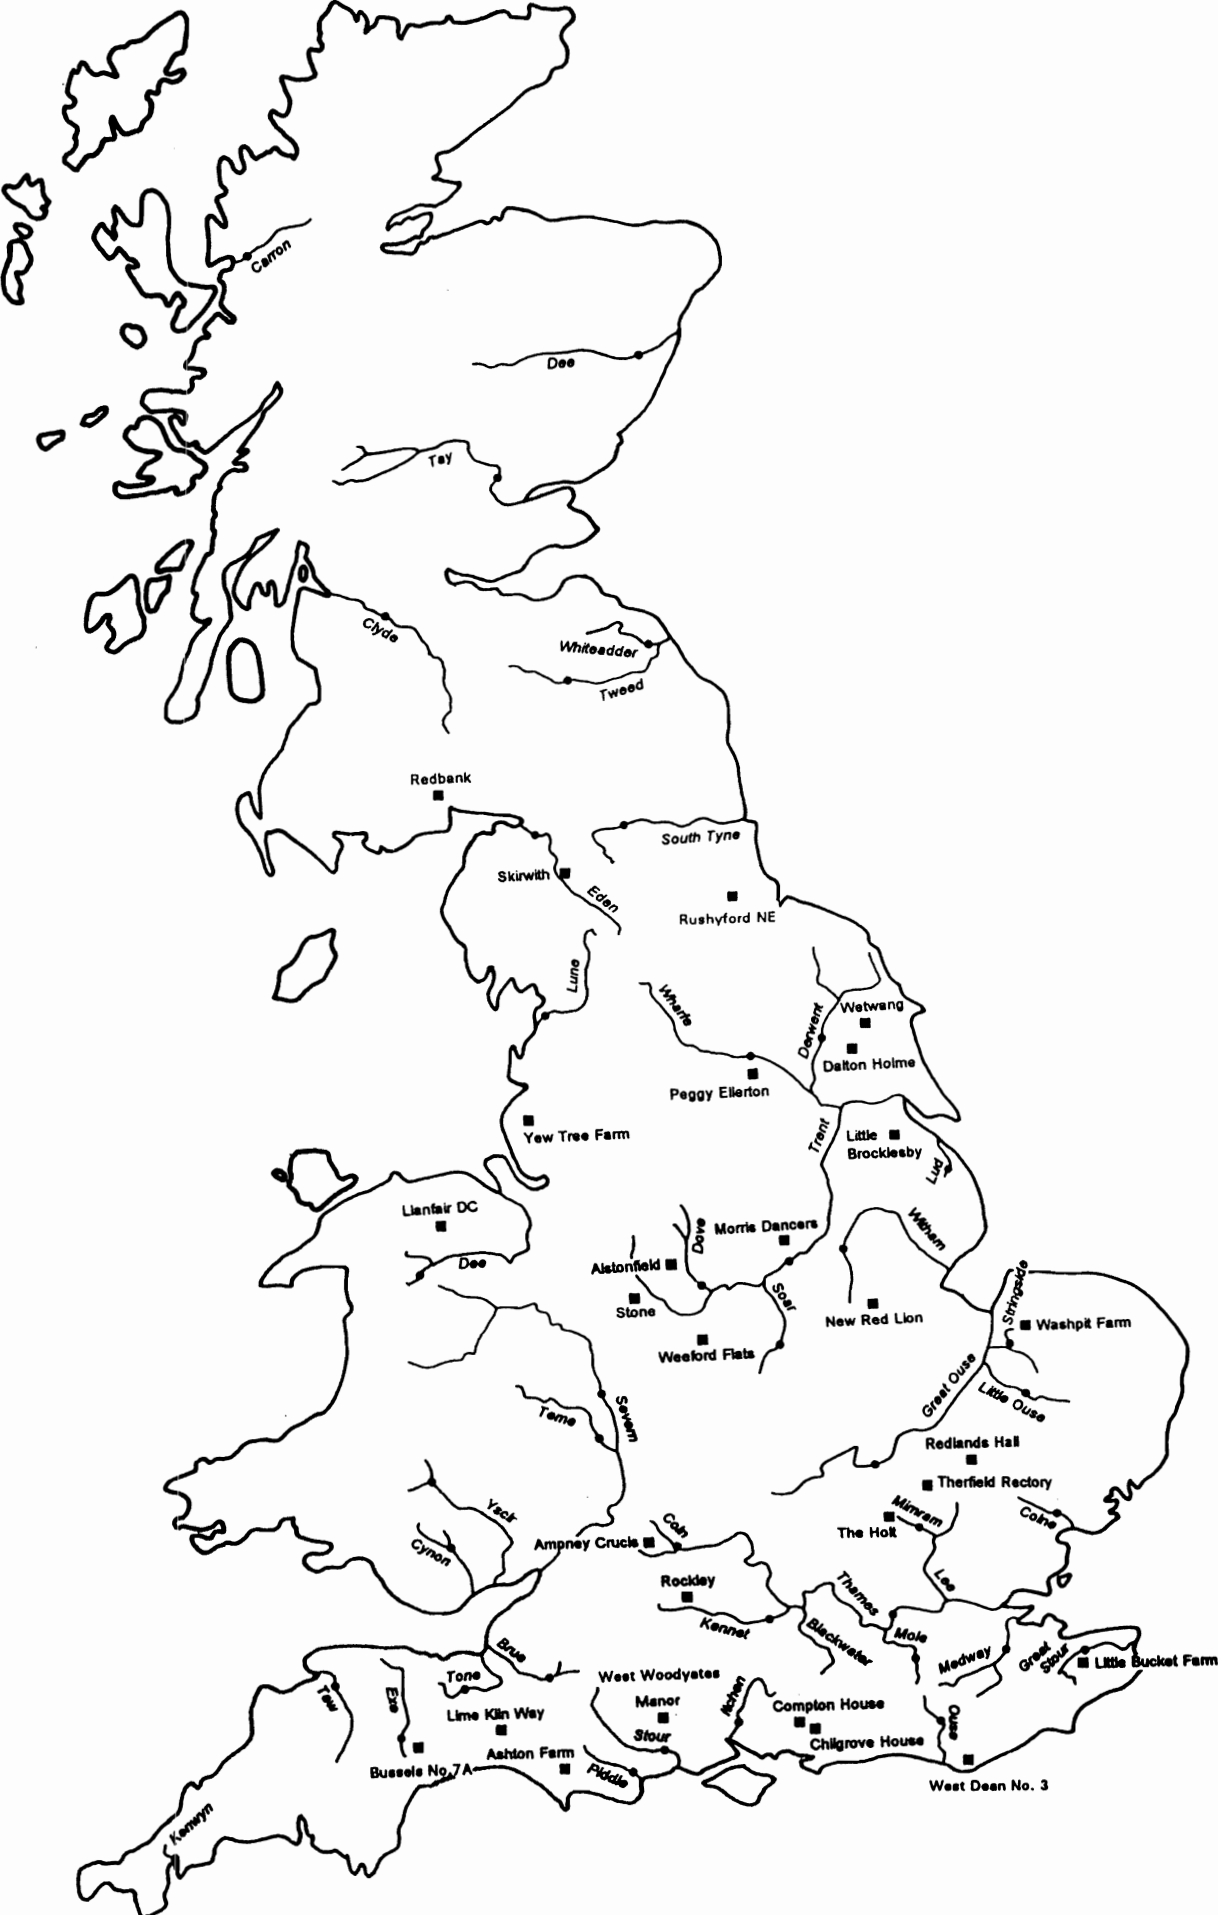 Carron
Dee
Tay
Clyde
Whiteadder
Tweed
Redbank
South Tyne
Skirwith
Eden
Rushyford NE
Lune
Wharfe
Derwent
Wetwang
Dalton Holme
Peggy Ellerton
Yew Tree Farm
Trent
Little
Brocklesby
Lud
Llanfair DC
Dee
Dove
Morris Dancers
Witham
Alstonfield
Stone
Soar
New Red Lion
Weeford Flats
Stringside
Washpit Farm
Great Ouse
Little Ouse
Teme
Severn
Redlands Hall
Therfield Rectory
Yscir
Cynon
Ampney Crucis
Coln
Mimram
The Holt
Colne
Lee
Rockley
Kennet
Thames
Blackwater
Mole
Medway
Great
Stour
Little Bucket Farm
Brue
Tone
Taw
Exe
West Woodyates
Manor
Lime Kiln Way
Stour
Itchen
Compton House
Chilgrove House
Ouse
Ashton Farm
Bussels No.7A
Piddle
West Dean No. 3
Kenwyn